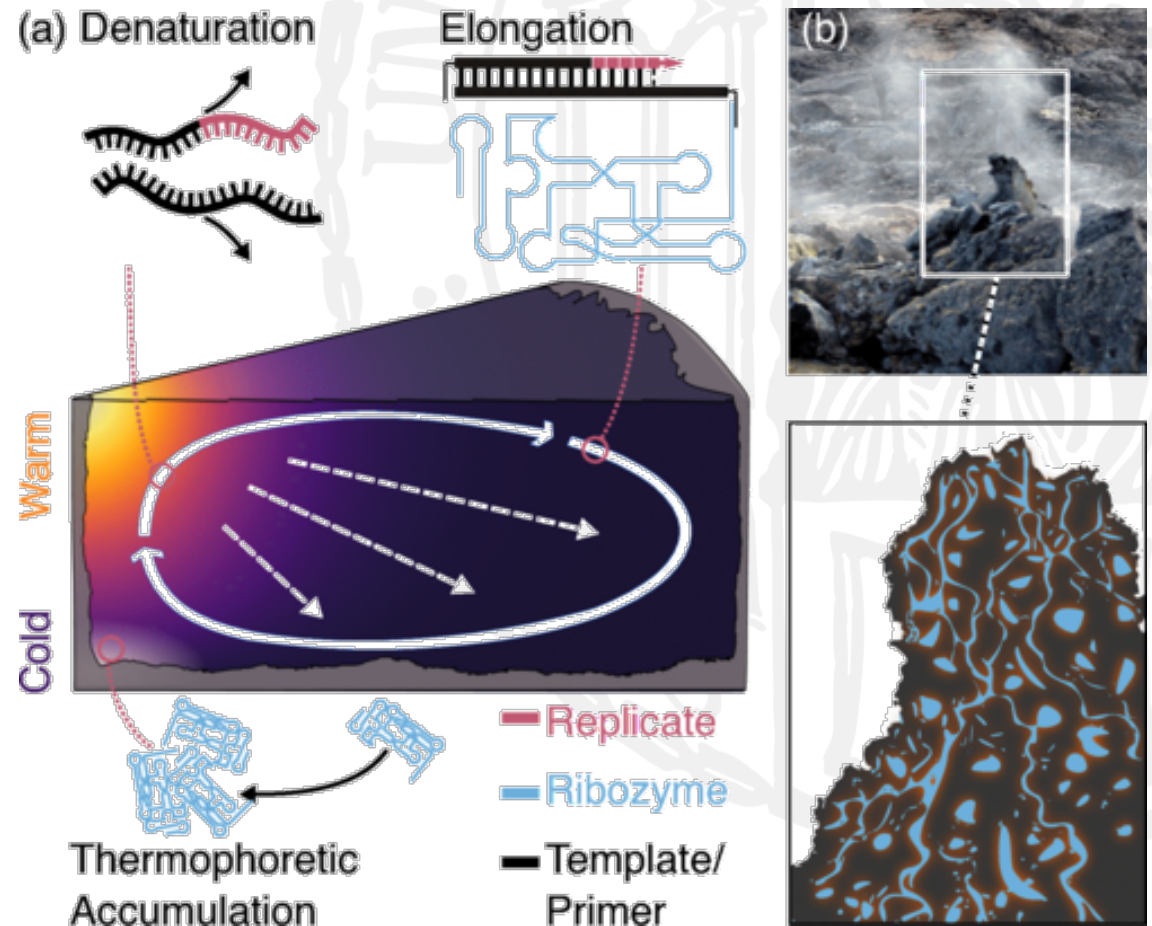 (a) Denaturation
Elongation
(b)
Warm
Cold
Replicate
Ribozyme
Template/
Primer
Thermophoretic
Accumulation